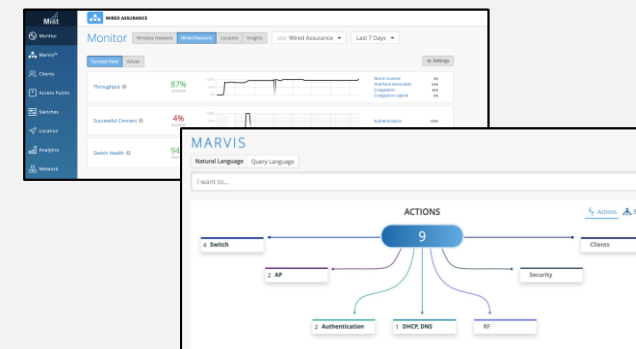 Mist
WIRED ASSURANCE
Monitor
Monitor
Wireless Network
Wired Network
Location
Insights
site Wired Assurance
Last 7 Days
Marvis™
Success Rate
Values
Settings
Clients
Throughput
87%
success
Storm Control
Interface Anomalies
Congestion
Congestion Uplink
Access Points
Switches
Successful Connect
4%
Authentication
100%
Location
Analytics
Switch Health
94
Network
MARVIS
Natural Language
Query Language
I want to...
ACTIONS
Actions
S
9
4 Switch
Clients
2 AP
Security
2 Authentication
1 DHCP, DNS
RF